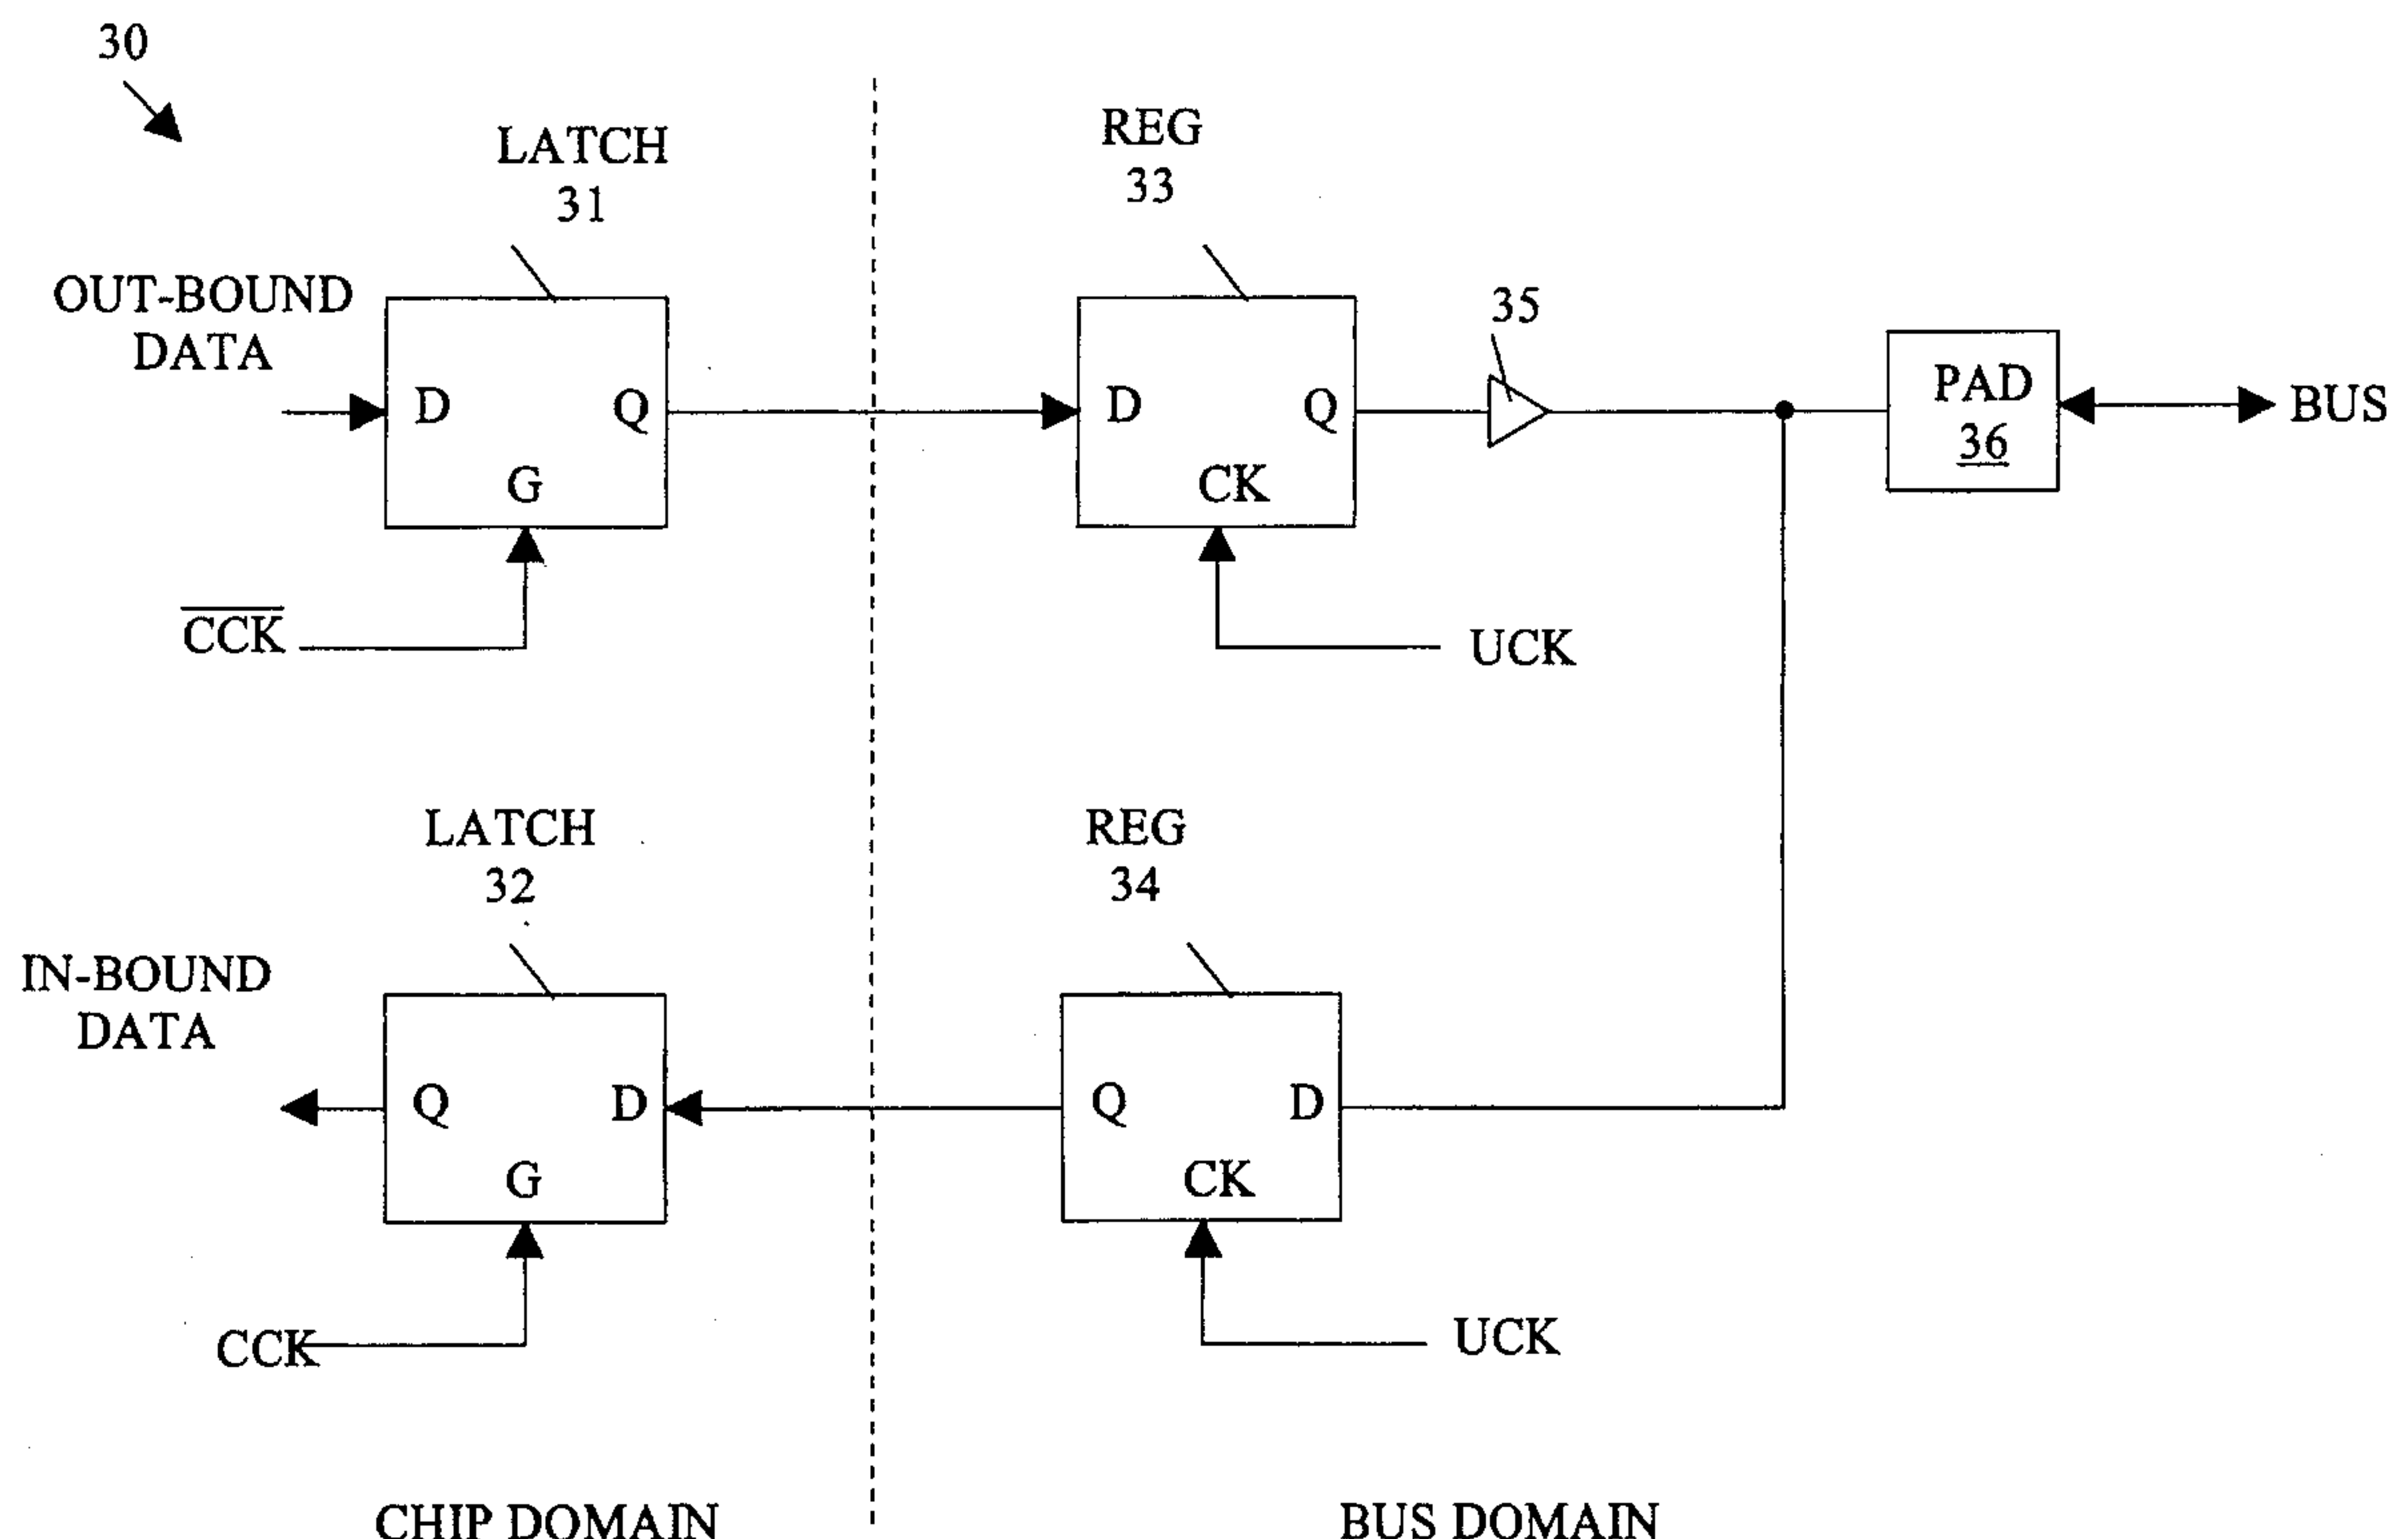 30
LATCH
31
REG
33
OUT-BOUND
DATA
35
D
Q
G
D
Q
CK
PAD
36
BUS
C̅C̅K̅
UCK
LATCH
32
REG
34
IN-BOUND
DATA
Q
D
G
Q
D
CK
CCK
UCK
CHIP DOMAIN
BUS DOMAIN